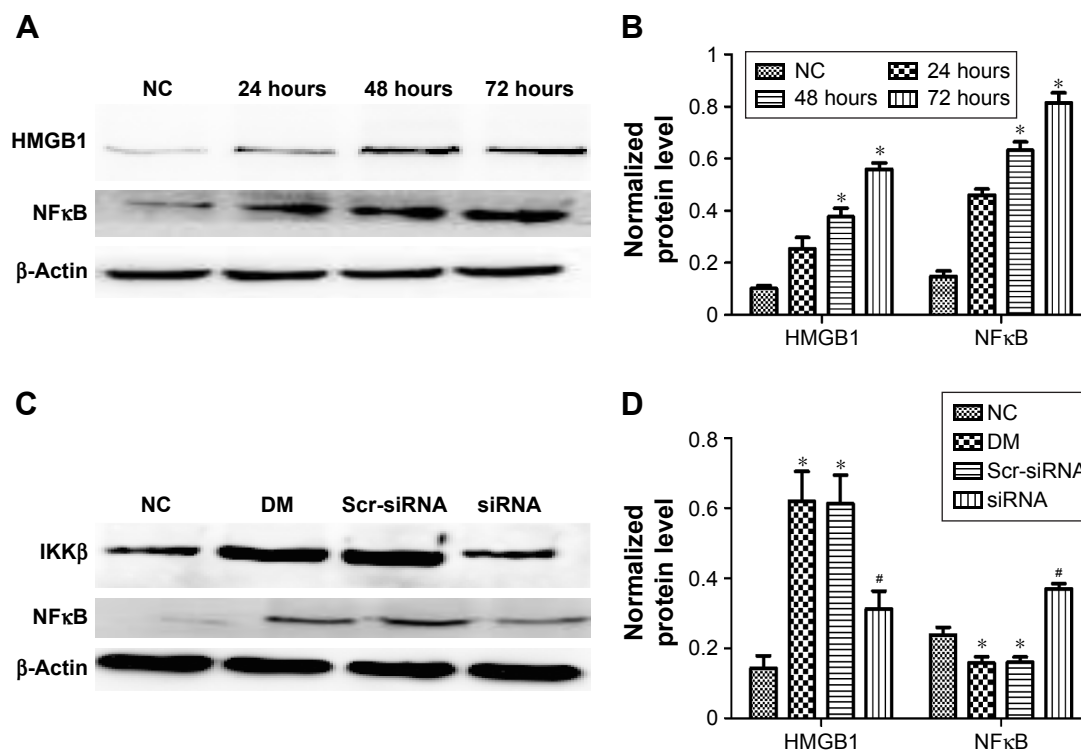 A
NC 24 hours 48 hours 72 hours
HMGB1
NFκB
β-Actin
B
Normalized
protein level
1
0.8
0.6
0.4
0.2
0
NC 24 hours
48 hours 72 hours
* * * *
HMGB1 NFκB
C
NC DM Scr-siRNA siRNA
IKKβ
NFκB
β-Actin
D
Normalized
protein level
0.8
0.6
0.4
0.2
0
NC
DM
Scr-siRNA
siRNA
* * # * * #
HMGB1 NFκB